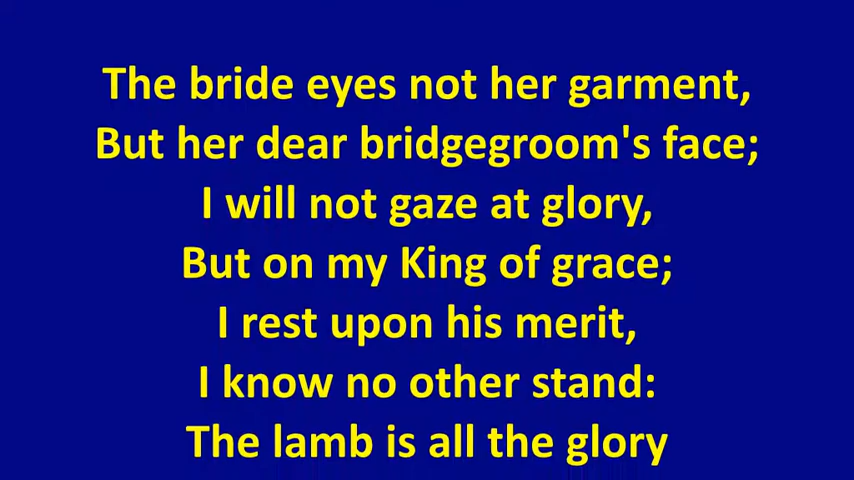 The bride eyes not her garment,
But her dear bridgegroom's face;
I will not gaze at glory,
But on my King of grace;
I rest upon his merit,
I know no other stand:
The lamb is all the glory